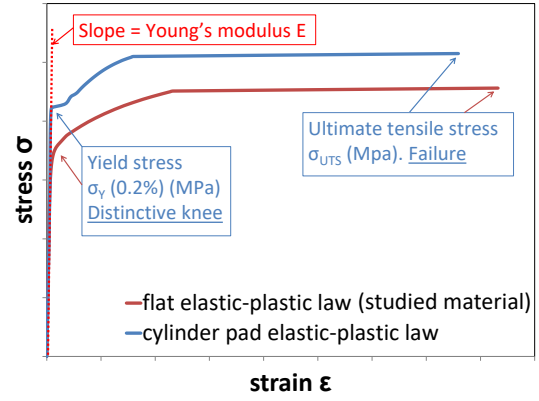 Slope = Young's modulus E
stress σ
Yield stress
σY (0.2%) (MPa)
Distinctive knee
Ultimate tensile stress
σUTS (Mpa). Failure
flat elastic-plastic law (studied material)
cylinder pad elastic-plastic law
strain ε